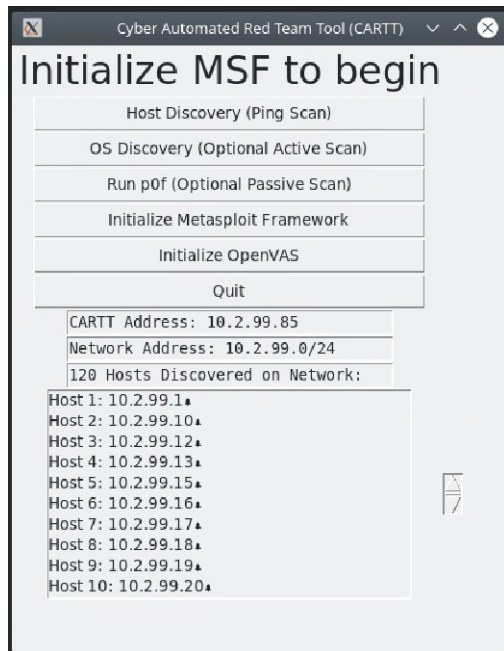 Cyber Automated Red Team Tool (CARTT)
Initialize MSF to begin
Host Discovery (Ping Scan)
OS Discovery (Optional Active Scan)
Run p0f (Optional Passive Scan)
Initialize Metasploit Framework
Initialize OpenVAS
Quit
CARTT Address: 10.2.99.85
Network Address: 10.2.99.0/24
120 Hosts Discovered on Network:
Host 1: 10.2.99.1
Host 2: 10.2.99.10
Host 3: 10.2.99.12
Host 4: 10.2.99.13
Host 5: 10.2.99.15
Host 6: 10.2.99.16
Host 7: 10.2.99.17
Host 8: 10.2.99.18
Host 9: 10.2.99.19
Host 10: 10.2.99.20